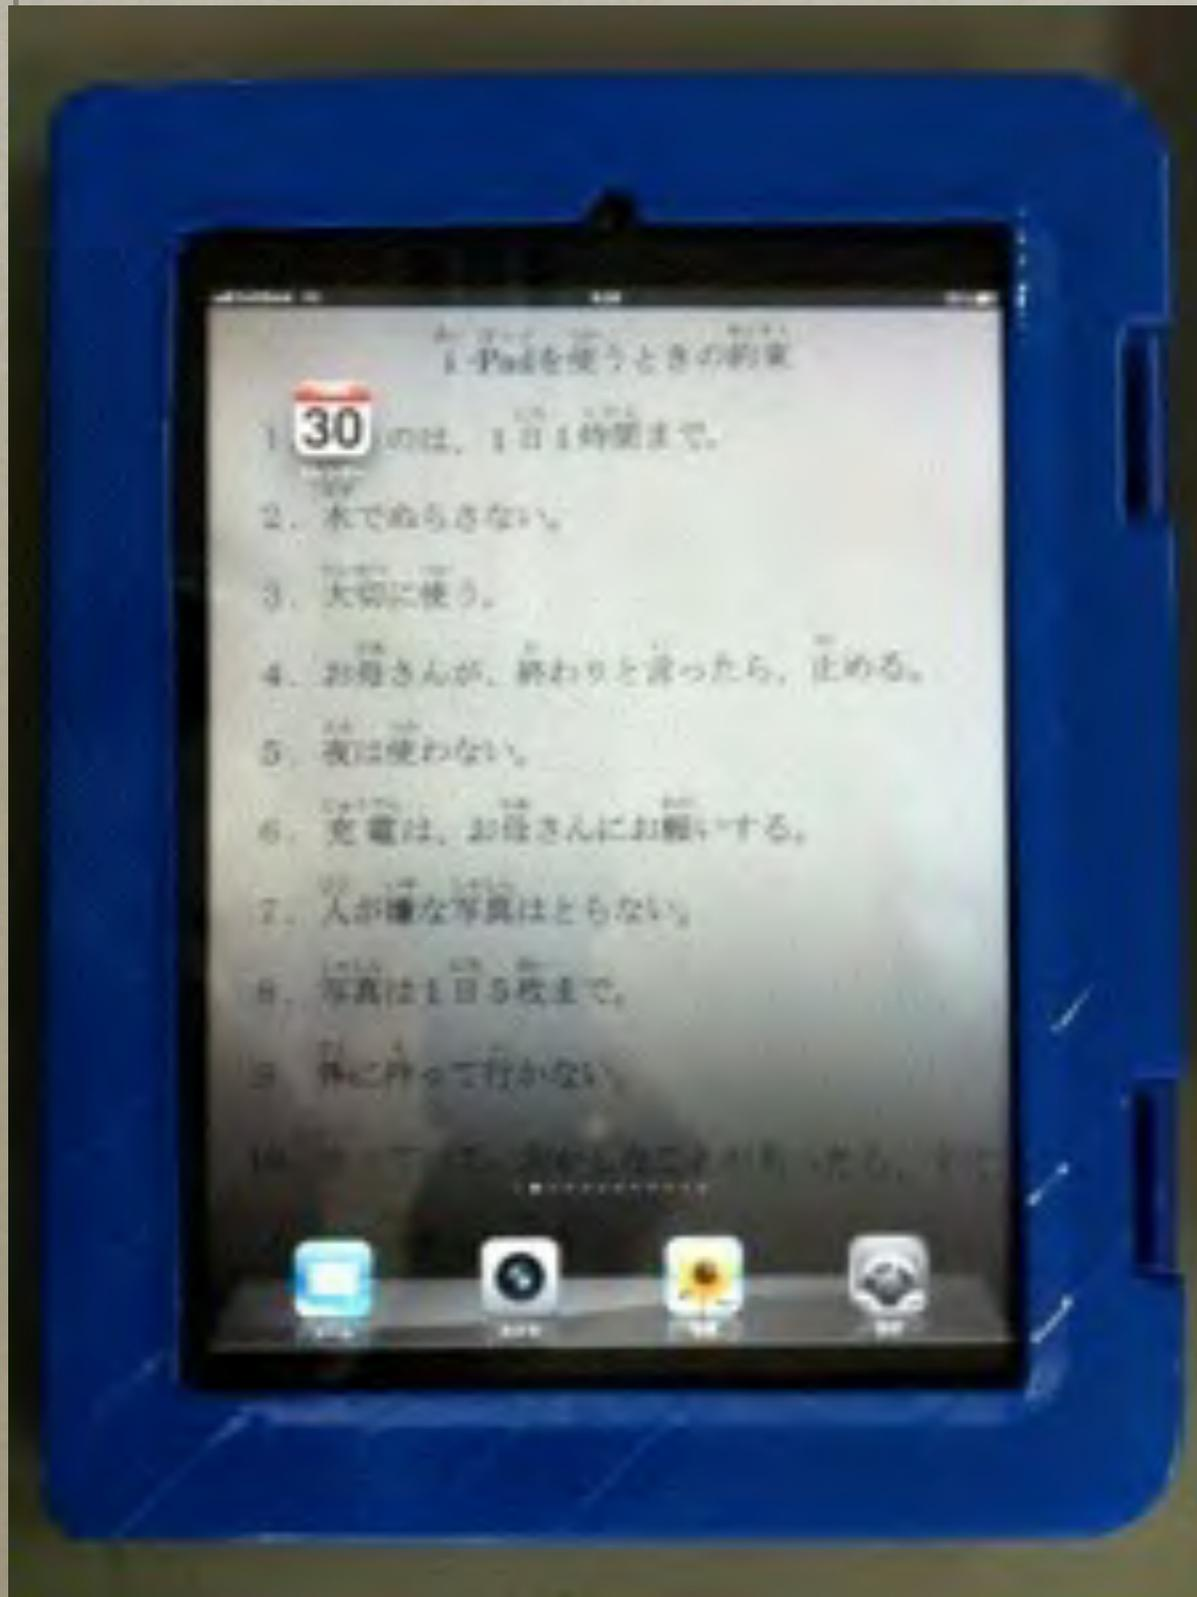 i-Padを使うときの約束
30
1 のは、1日1時間まで。
2．水でぬらさない。
3．大切に使う。
4．お母さんが、終わりと言ったら、止める。
5．夜は使わない。
6．充電は、お母さんにお願いする。
7．人が嫌な写真はとらない。
8．写真は1日5枚まで。
9 外に持って行かない。
10